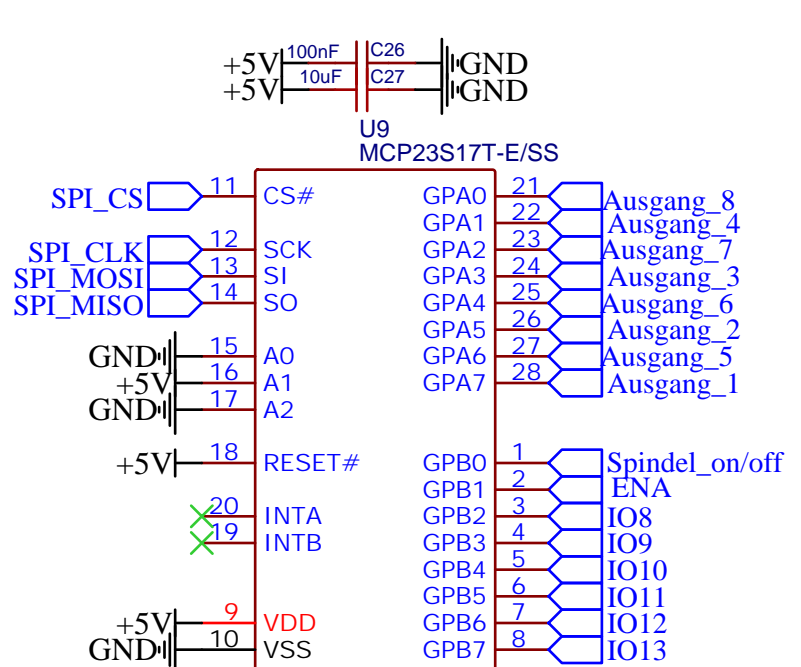 +5V 100nF C26 GND
+5V 10uF C27 GND
U9
MCP23S17T-E/SS
SPI_CS 11 CS# GPA0 21 Ausgang_8
GPA1 22 Ausgang_4
SPI_CLK 12 SCK GPA2 23 Ausgang_7
SPI_MOSI 13 SI GPA3 24 Ausgang_3
SPI_MISO 14 SO GPA4 25 Ausgang_6
GPA5 26 Ausgang_2
GND 15 A0 GPA6 27 Ausgang_5
+5V 16 A1 GPA7 28 Ausgang_1
GND 17 A2
+5V 18 RESET# GPB0 1 Spindel_on/off
GPB1 2 ENA
20 INTA GPB2 3 IO8
19 INTB GPB3 4 IO9
GPB4 5 IO10
GPB5 6 IO11
+5V 9 VDD GPB6 7 IO12
GND 10 VSS GPB7 8 IO13